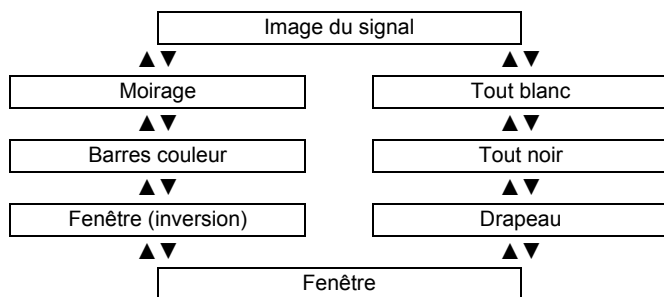 Image du signal
▲▼ ▲▼
Moirage Tout blanc
▲▼ ▲▼
Barres couleur Tout noir
▲▼ ▲▼
Fenêtre (inversion) Drapeau
▲▼ ▲▼
Fenêtre